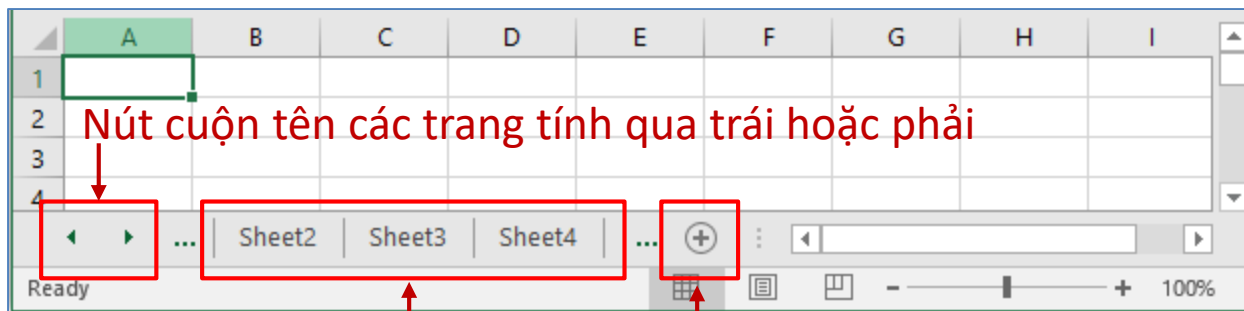 A B C D E F G H I
1
2 Nút cuộn tên các trang tính qua trái hoặc phải
3
4
... Sheet2 Sheet3 Sheet4 ...
Ready - + 100%